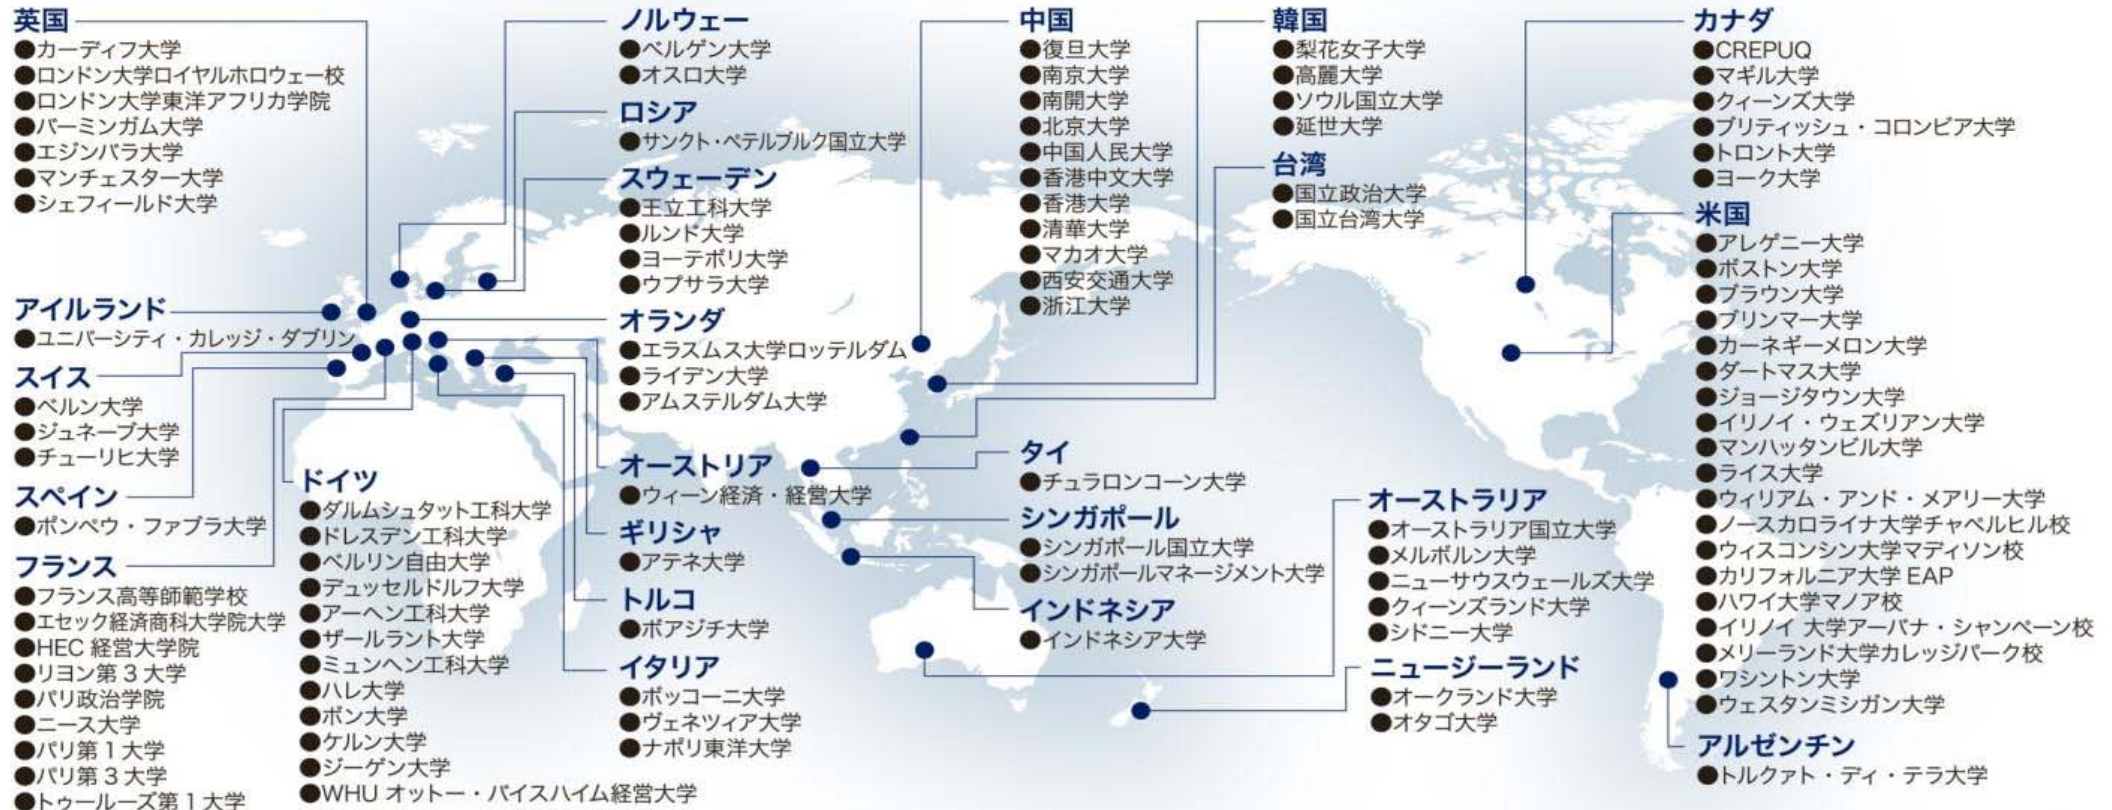 英国
●カーディフ大学
●ロンドン大学ロイヤルホロウェー校
●ロンドン大学東洋アフリカ学院
●バーミンガム大学
●エジンバラ大学
●マンチェスター大学
●シェフィールド大学
アイルランド
●ユニバーシティ・カレッジ・ダブリン
スイス
●ベルン大学
●ジュネーブ大学
●チューリヒ大学
スペイン
●ポンペウ・ファブラ大学
フランス
●フランス高等師範学校
●エセック経済商科大学院大学
●HEC 経営大学院
●リヨン第3大学
●パリ政治学院
●ニース大学
●パリ第1大学
●パリ第3大学
●トゥールーズ第1大学
ドイツ
●ダルムシュタット工科大学
●ドレスデン工科大学
●ベルリン自由大学
●デュッセルドルフ大学
●アーヘン工科大学
●ザールラント大学
●ミュンヘン工科大学
●ハレ大学
●ボン大学
●ケルン大学
●ジーゲン大学
●WHU オットー・バイスハイム経営大学
ノルウェー
●ベルゲン大学
●オスロ大学
ロシア
●サンクト・ペテルブルク国立大学
スウェーデン
●王立工科大学
●ルンド大学
●ヨーテボリ大学
●ウプサラ大学
オランダ
●エラスムス大学ロッテルダム
●ライデン大学
●アムステルダム大学
オーストリア
●ウィーン経済・経営大学
ギリシャ
●アテネ大学
トルコ
●ボアジチ大学
イタリア
●ボッコーニ大学
●ヴェネツィア大学
●ナポリ東洋大学
中国
●復旦大学
●南京大学
●南開大学
●北京大学
●中国人民大学
●香港中文大学
●香港大学
●清華大学
●マカオ大学
●西安交通大学
●浙江大学
タイ
●チュラロンコーン大学
シンガポール
●シンガポール国立大学
●シンガポールマネージメント大学
インドネシア
●インドネシア大学
韓国
●梨花女子大学
●高麗大学
●ソウル国立大学
●延世大学
台湾
●国立政治大学
●国立台湾大学
オーストラリア
●オーストラリア国立大学
●メルボルン大学
●ニューサウスウェールズ大学
●クィーンズランド大学
●シドニー大学
ニュージーランド
●オークランド大学
●オタゴ大学
カナダ
●CREPUQ
●マギル大学
●クィーンズ大学
●ブリティッシュ・コロンビア大学
●トロント大学
●ヨーク大学
米国
●アレゲニー大学
●ボストン大学
●ブラウン大学
●ブリンマー大学
●カーネギーメロン大学
●ダートマス大学
●ジョージタウン大学
●イリノイ・ウェズリアン大学
●マンハッタンビル大学
●ライス大学
●ウィリアム・アンド・メアリー大学
●ノースカロライナ大学チャペルヒル校
●ウィスコンシン大学マディソン校
●カリフォルニア大学 EAP
●ハワイ大学マノア校
●イリノイ 大学アーバナ・シャンペーン校
●メリーランド大学カレッジパーク校
●ワシントン大学
●ウェスタンミシガン大学
アルゼンチン
●トルクァト・ディ・テラ大学